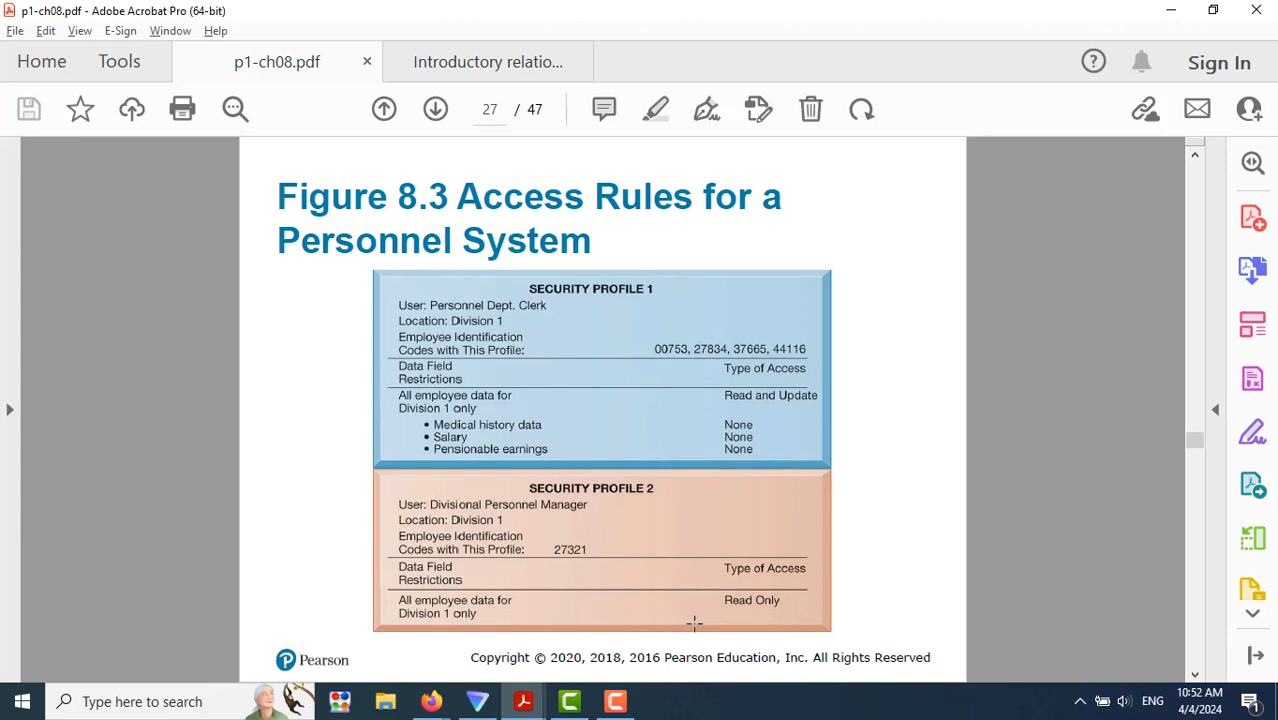 p1-ch08.pdf - Adobe Acrobat Pro (64-bit)
File Edit View E-Sign Window Help
Home Tools p1-ch08.pdf × Introductory relatio... Sign In
27 / 47
Figure 8.3 Access Rules for a
Personnel System
SECURITY PROFILE 1
User: Personnel Dept. Clerk
Location: Division 1
Employee Identification
Codes with This Profile: 00753, 27834, 37665, 44116
Data Field Type of Access
Restrictions
All employee data for Read and Update
Division 1 only
• Medical history data None
• Salary None
• Pensionable earnings None
SECURITY PROFILE 2
User: Divisional Personnel Manager
Location: Division 1
Employee Identification
Codes with This Profile: 27321
Data Field Type of Access
Restrictions
All employee data for Read Only
Division 1 only
Pearson Copyright © 2020, 2018, 2016 Pearson Education, Inc. All Rights Reserved
Type here to search ENG 10:52 AM
4/4/2024 1